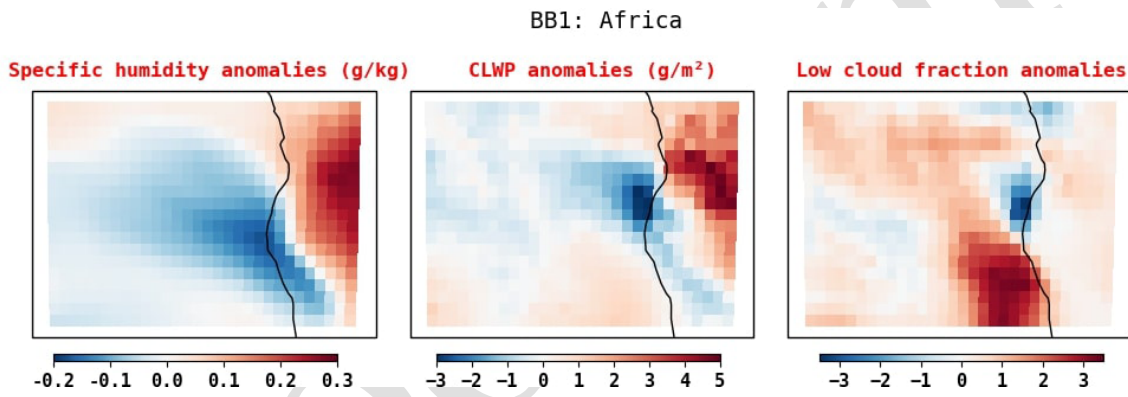 BB1: Africa
Specific humidity anomalies (g/kg)
CLWP anomalies (g/m²)
Low cloud fraction anomalies
-0.2 -0.1 0.0 0.1 0.2 0.3
−3 −2 −1 0 1 2 3 4 5
−3 −2 −1 0 1 2 3